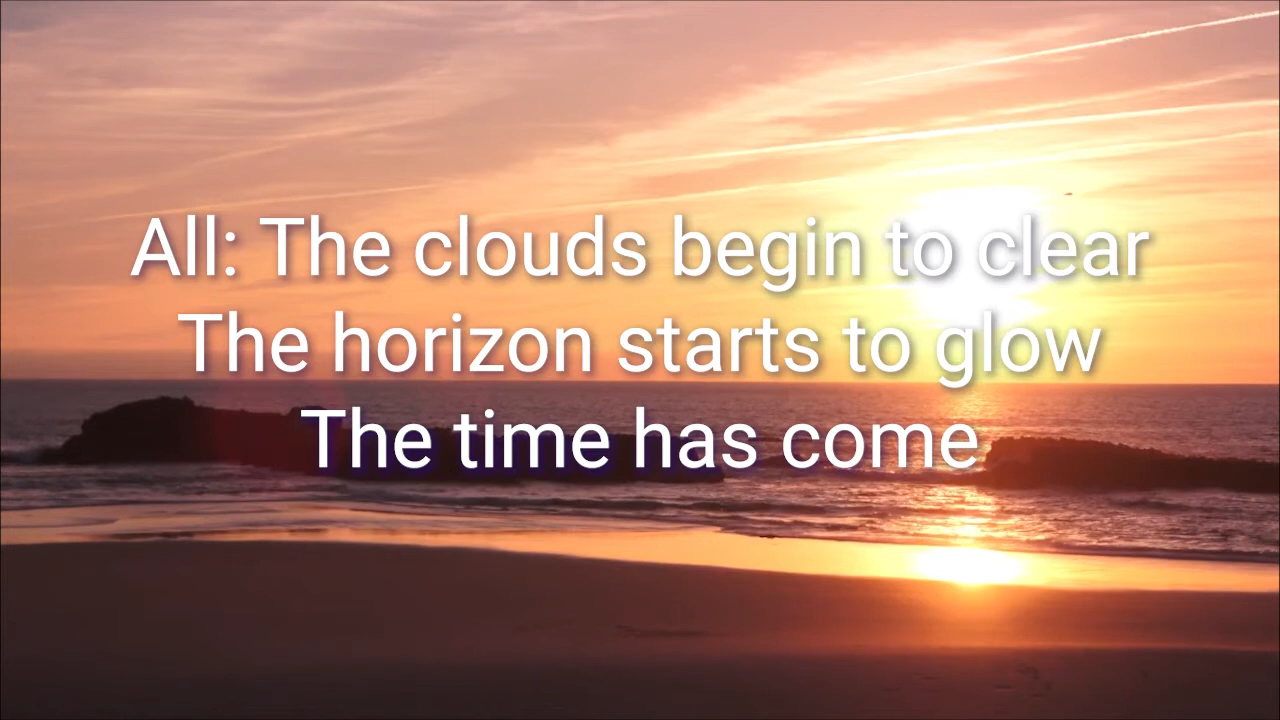 All: The clouds begin to clear
The horizon starts to glow
The time has come